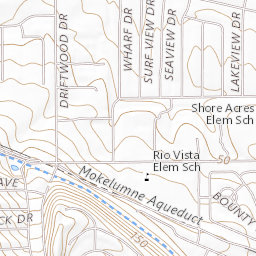 DRIFTWOOD DR
WHARF DR
SURF VIEW DR
SEAVIEW DR
LAKEVIEW DR
Shore Acres
Elem Sch
Rio Vista
Elem Sch
50
Mokelumne Aqueduct
AVE
CK DR
BOUNTY
150